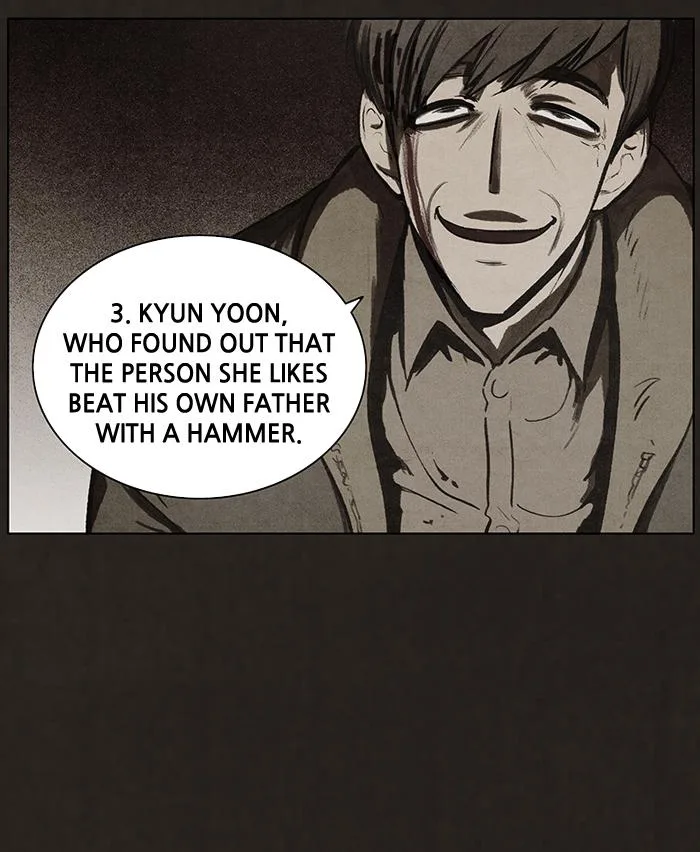 3. KYUN YOON,
WHO FOUND OUT THAT
THE PERSON SHE LIKES
BEAT HIS OWN FATHER
WITH A HAMMER.